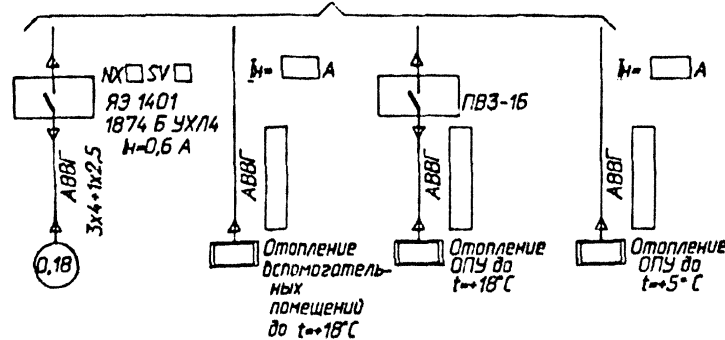 NX□ SV□
ЯЭ 1401
1874 Б УХЛ4
Iн=0,6 А
АВВГ
3х4+1х2,5
0,18
Iн= А
АВВГ
Отопление
вспомогатель-
ных
помещений
до t=+18°С
ПВЗ-16
АВВГ
Отопление
ОПУ до
t=+18°С
Iн= А
АВВГ
Отопление
ОПУ до
t=+5°С